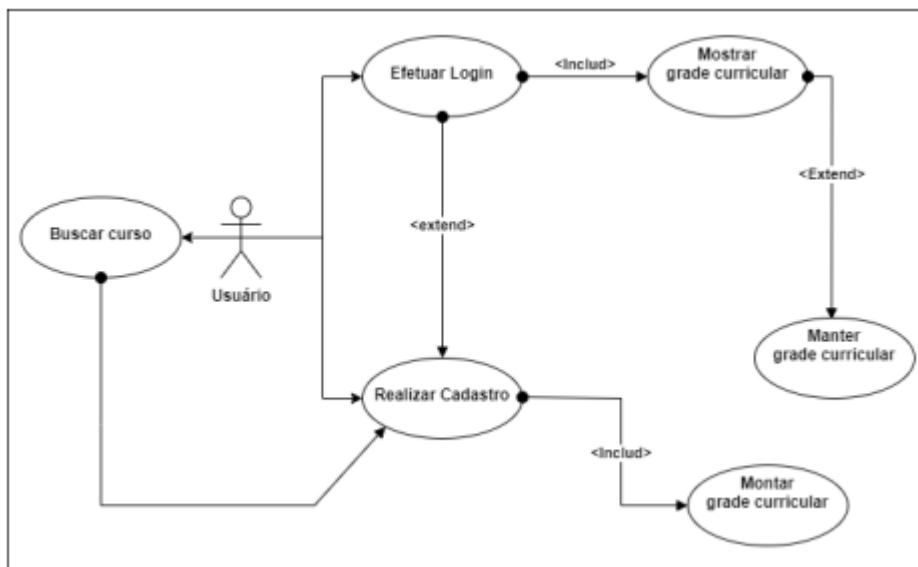 Efetuar Login
<Includ>
Mostrar
grade curricular
<Extend>
<extend>
Buscar curso
Usuário
Manter
grade curricular
Realizar Cadastro
<Includ>
Montar
grade curricular